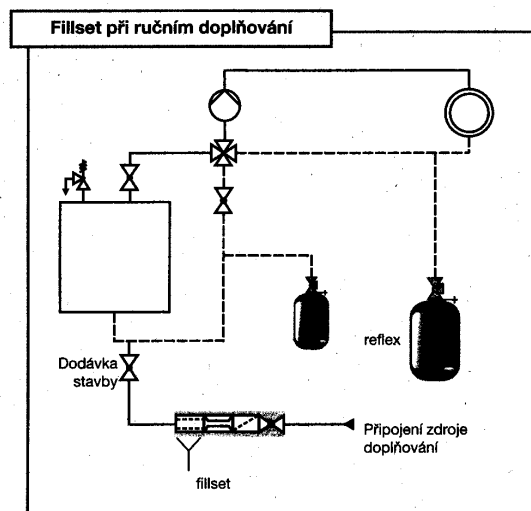 Fillset při ručním doplňování
reflex
Dodávka
stavby
Připojení zdroje
doplňování
fillset